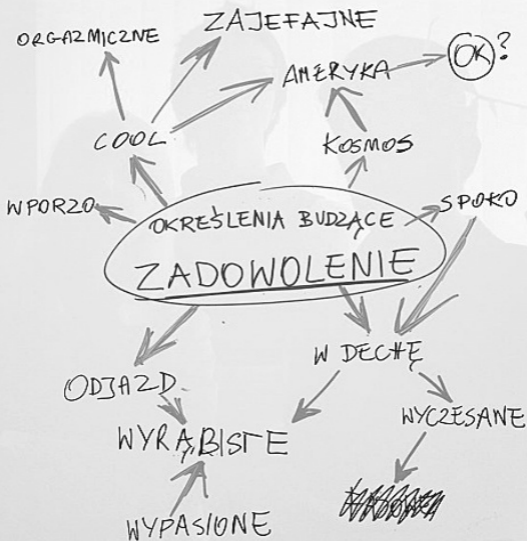 ZAJEFAJNE
ORGAZMICZNE
AMERYKA
OK?
COOL
KOSMOS
WPORZO
SPOKO
OKREŚLENIA BUDZĄCE
ZADOWOLENIE
W DECHĘ
ODJAZD
WYCZESANE
WYRĄBISTE
WYPASIONE